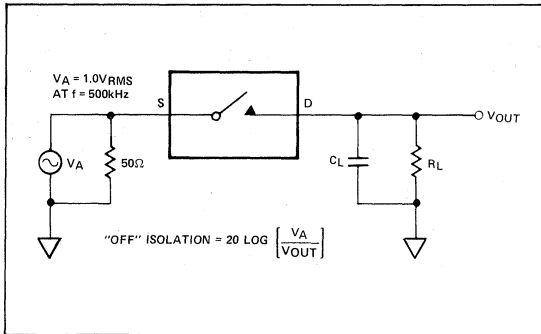 VA = 1.0VRMS
AT f = 500kHz
S
D
VOUT
VA
50Ω
CL
RL
"OFF" ISOLATION = 20 LOG [VA/VOUT]